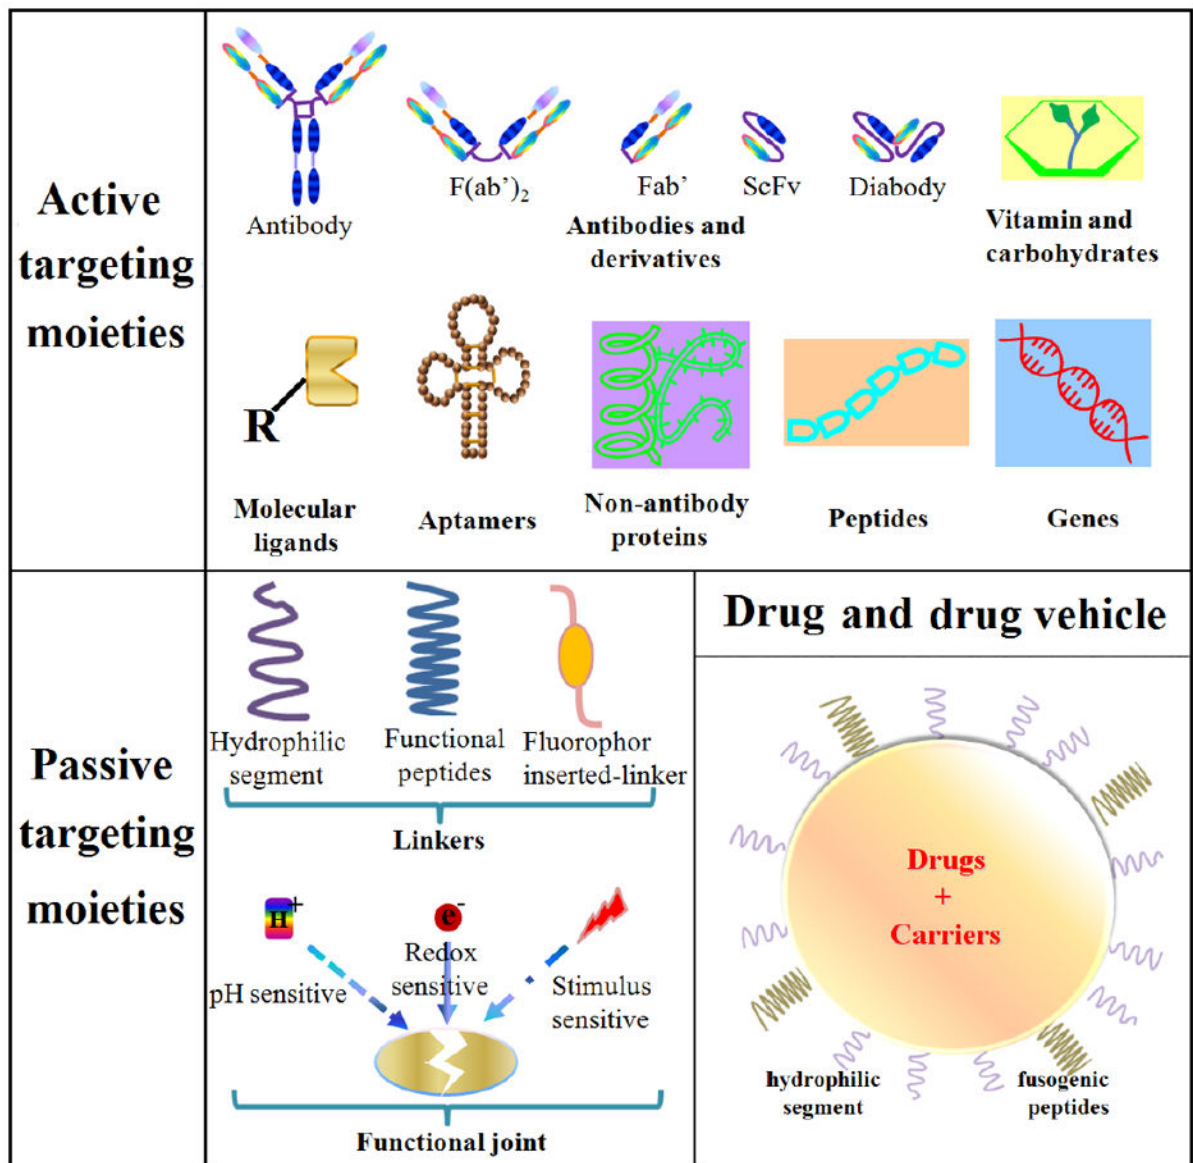 Active
targeting
moieties
Antibody
F(ab’)₂
Fab’
ScFv
Diabody
Antibodies and
derivatives
Vitamin and
carbohydrates
R
Molecular
ligands
Aptamers
Non-antibody
proteins
Peptides
Genes
Passive
targeting
moieties
Hydrophilic
segment
Functional
peptides
Fluorophor
inserted-linker
Linkers
H⁺
e⁻
pH sensitive
Redox
sensitive
Stimulus
sensitive
Functional joint
Drug and drug vehicle
Drugs
+
Carriers
hydrophilic
segment
fusogenic
peptides